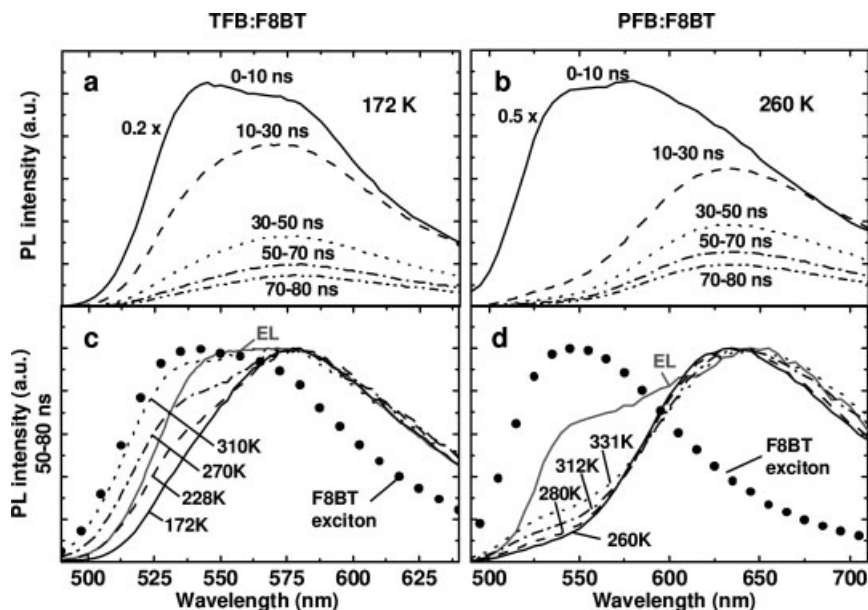 TFB:F8BT
PFB:F8BT
PL intensity (a.u.)
a
0-10 ns
172 K
0.2 x
10-30 ns
30-50 ns
50-70 ns
70-80 ns
b
0-10 ns
260 K
0.5 x
10-30 ns
30-50 ns
50-70 ns
70-80 ns
PL intensity (a.u.)
50-80 ns
c
EL
310K
270K
228K
172K
F8BT
exciton
d
EL
331K
312K
280K
260K
F8BT
exciton
500 525 550 575 600 625
Wavelength (nm)
500 550 600 650 700
Wavelength (nm)